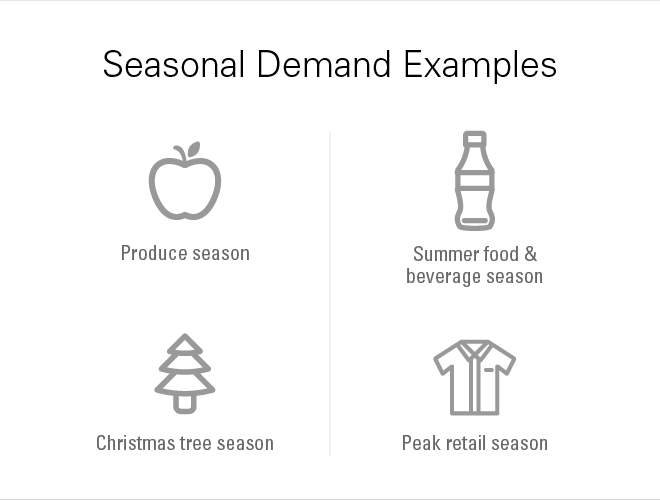 Seasonal Demand Examples
Produce season
Summer food &
beverage season
Christmas tree season
Peak retail season